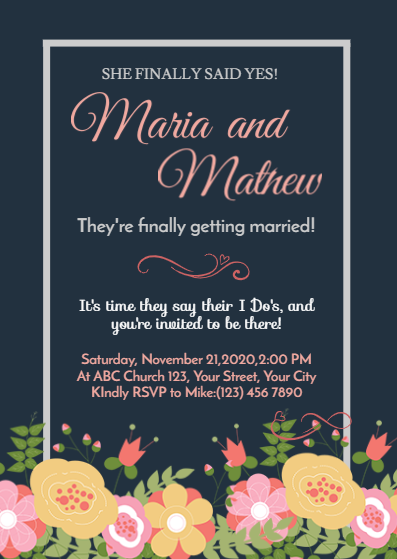 SHE FINALLY SAID YES!
Maria and
Mathew
They're finally getting married!
It's time they say their I Do's, and
you're invited to be there!
Saturday, November 21,2020,2:00 PM
At ABC Church 123, Your Street, Your City
KIndly RSVP to Mike:(123) 456 7890